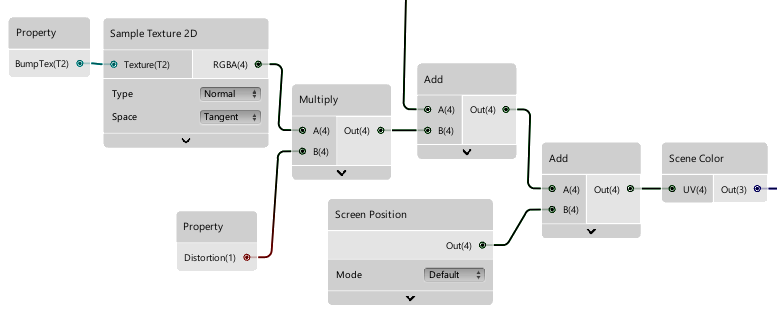 Property
BumpTex(T2)
Sample Texture 2D
Texture(T2)
RGBA(4)
Type
Normal
Space
Tangent
Multiply
A(4)
Out(4)
B(4)
Add
A(4)
Out(4)
B(4)
Add
A(4)
Out(4)
B(4)
Scene Color
UV(4)
Out(3)
Property
Distortion(1)
Screen Position
Out(4)
Mode
Default